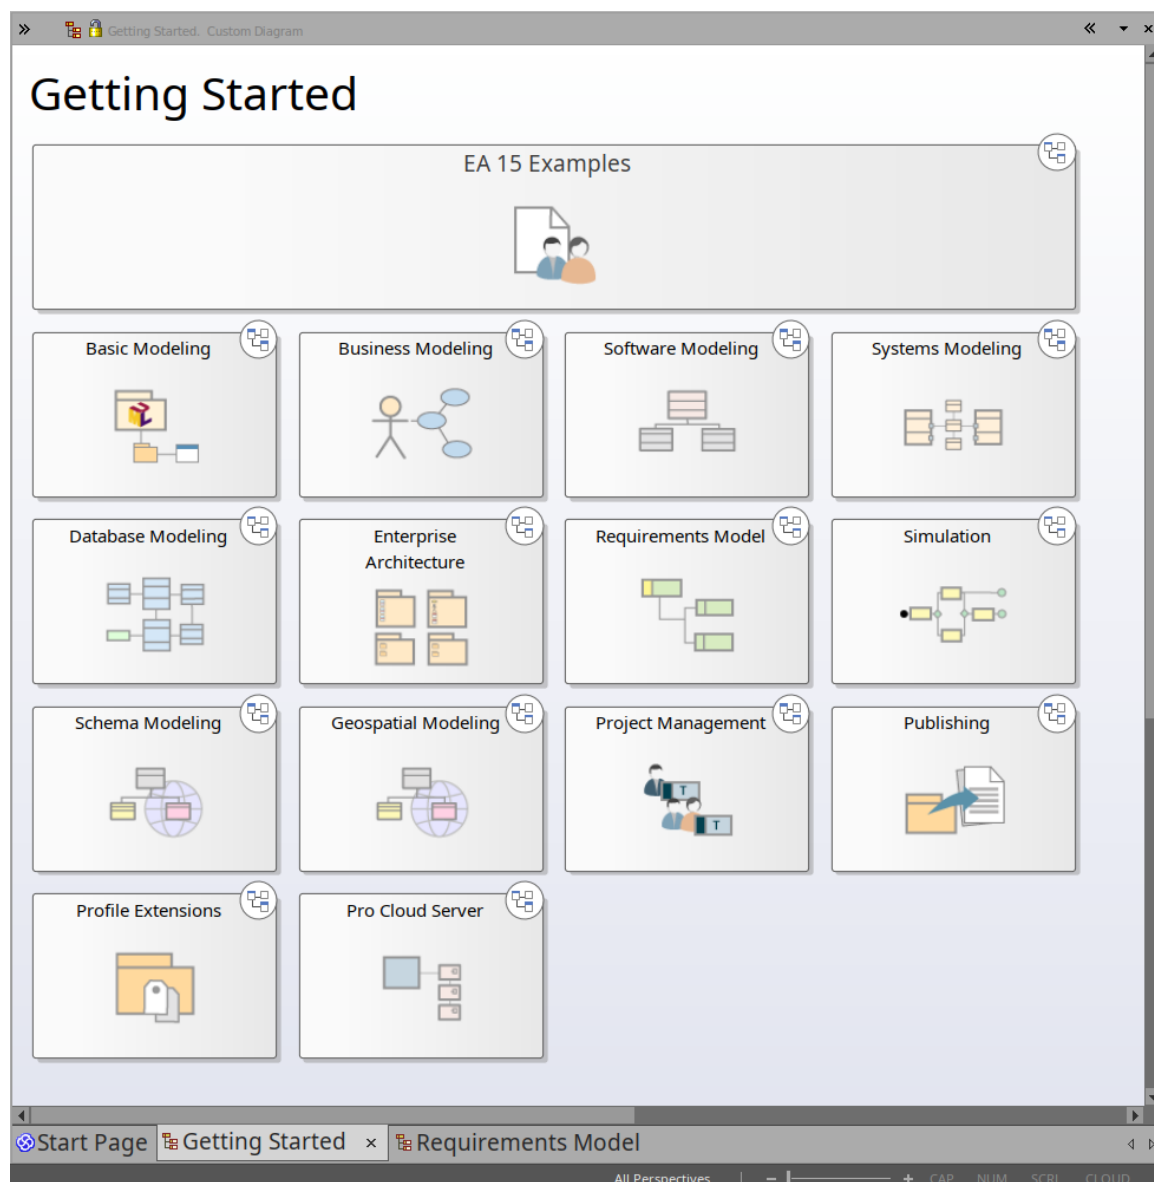 Getting Started. Custom Diagram
Getting Started
EA 15 Examples
Basic Modeling
Business Modeling
Software Modeling
Systems Modeling
Database Modeling
Enterprise
Architecture
Requirements Model
Simulation
Schema Modeling
Geospatial Modeling
Project Management
T
T
Publishing
Profile Extensions
Pro Cloud Server
Start Page
Getting Started
Requirements Model
All Perspectives
CAP NUM SCRL CLOUD